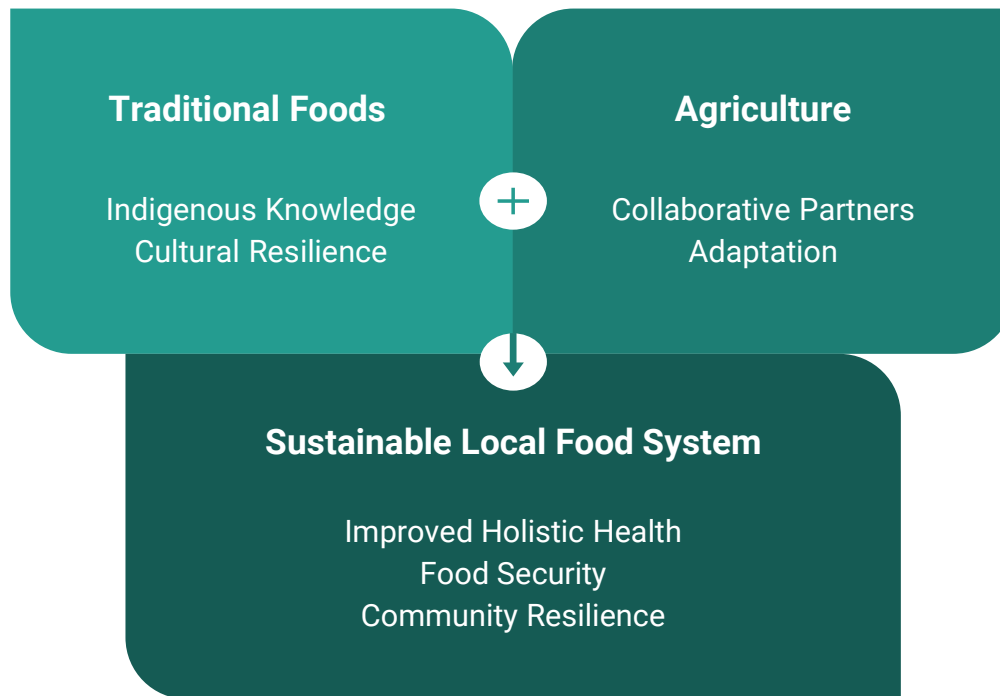 Traditional Foods
Indigenous Knowledge
Cultural Resilience
Agriculture
Collaborative Partners
Adaptation
+
Sustainable Local Food System
Improved Holistic Health
Food Security
Community Resilience